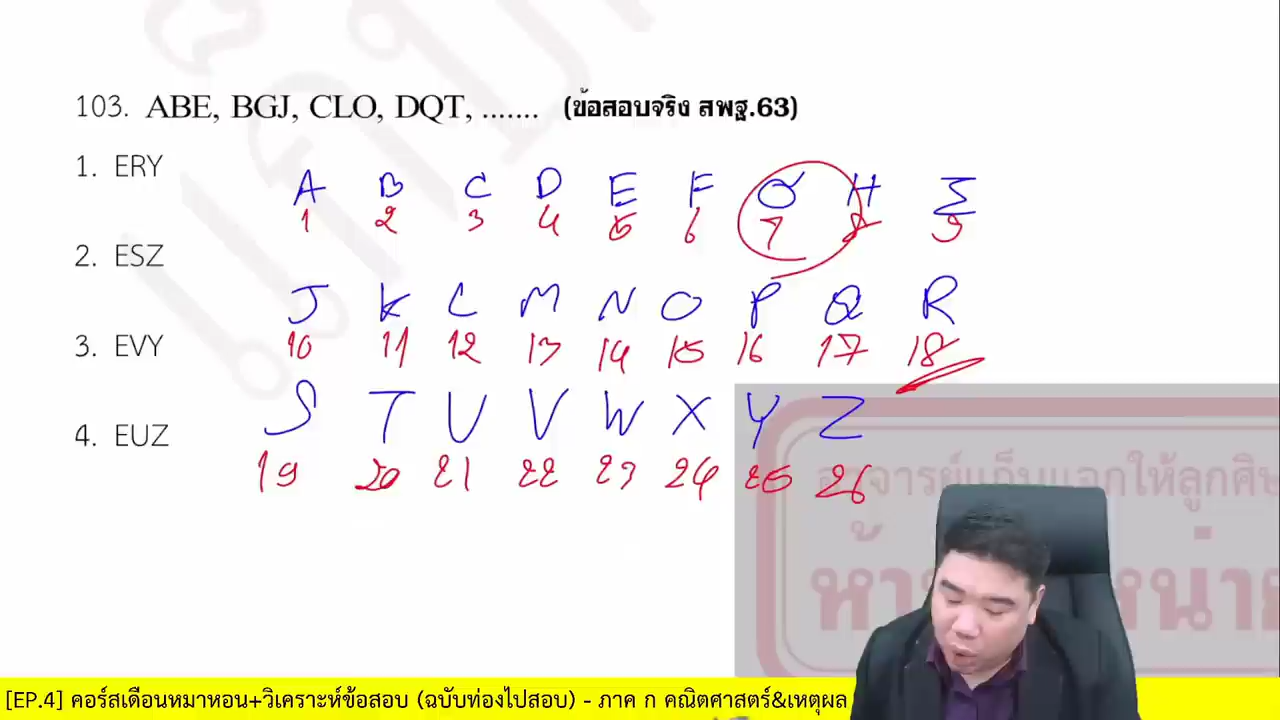 103. ABE, BGJ, CLO, DQT, ....... (ข้อสอบจริง สพฐ.63)
1. ERY
2. ESZ
3. EVY
4. EUZ
A B C D E F G H I
1 2 3 4 5 6 7 8 9
J K L M N O P Q R
10 11 12 13 14 15 16 17 18
S T U V W X Y Z
19 20 21 22 23 24 25 26
[EP.4] คอร์สเดือนหมาหอน+วิเคราะห์ข้อสอบ (ฉบับท่องไปสอบ) - ภาค ก คณิตศาสตร์&เหตุผล